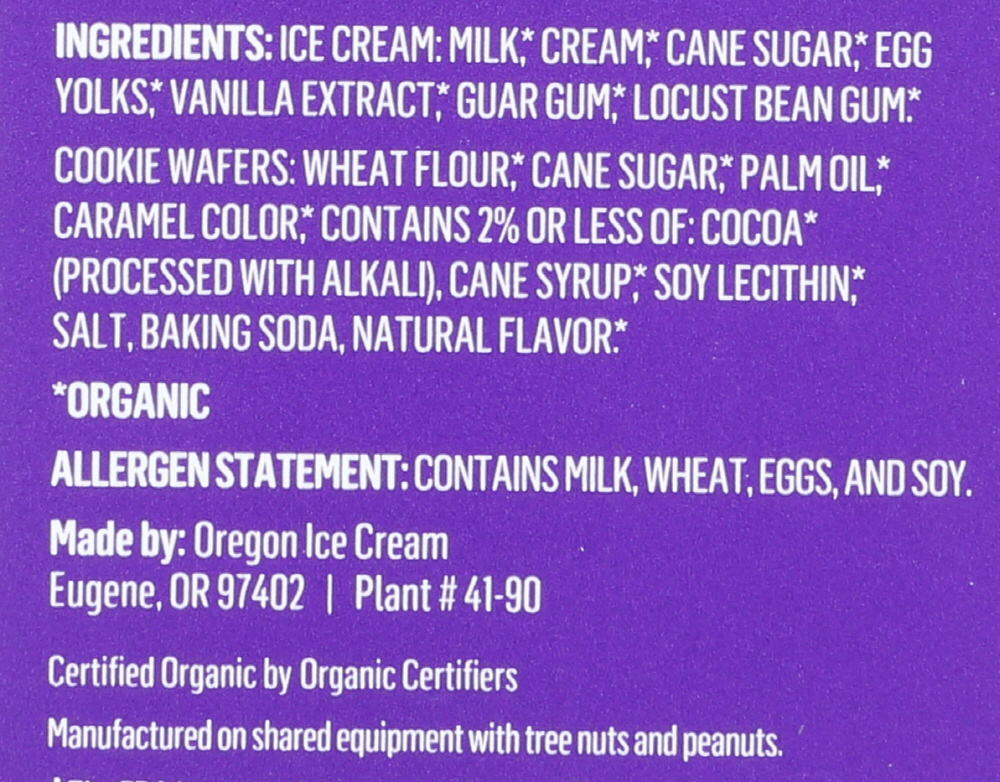 INGREDIENTS: ICE CREAM: MILK,* CREAM,* CANE SUGAR,* EGG
YOLKS,* VANILLA EXTRACT,* GUAR GUM,* LOCUST BEAN GUM.*
COOKIE WAFERS: WHEAT FLOUR,* CANE SUGAR,* PALM OIL,*
CARAMEL COLOR,* CONTAINS 2% OR LESS OF: COCOA*
(PROCESSED WITH ALKALI), CANE SYRUP,* SOY LECITHIN,*
SALT, BAKING SODA, NATURAL FLAVOR.*
*ORGANIC
ALLERGEN STATEMENT: CONTAINS MILK, WHEAT, EGGS, AND SOY.
Made by: Oregon Ice Cream
Eugene, OR 97402 | Plant # 41-90
Certified Organic by Organic Certifiers
Manufactured on shared equipment with tree nuts and peanuts.